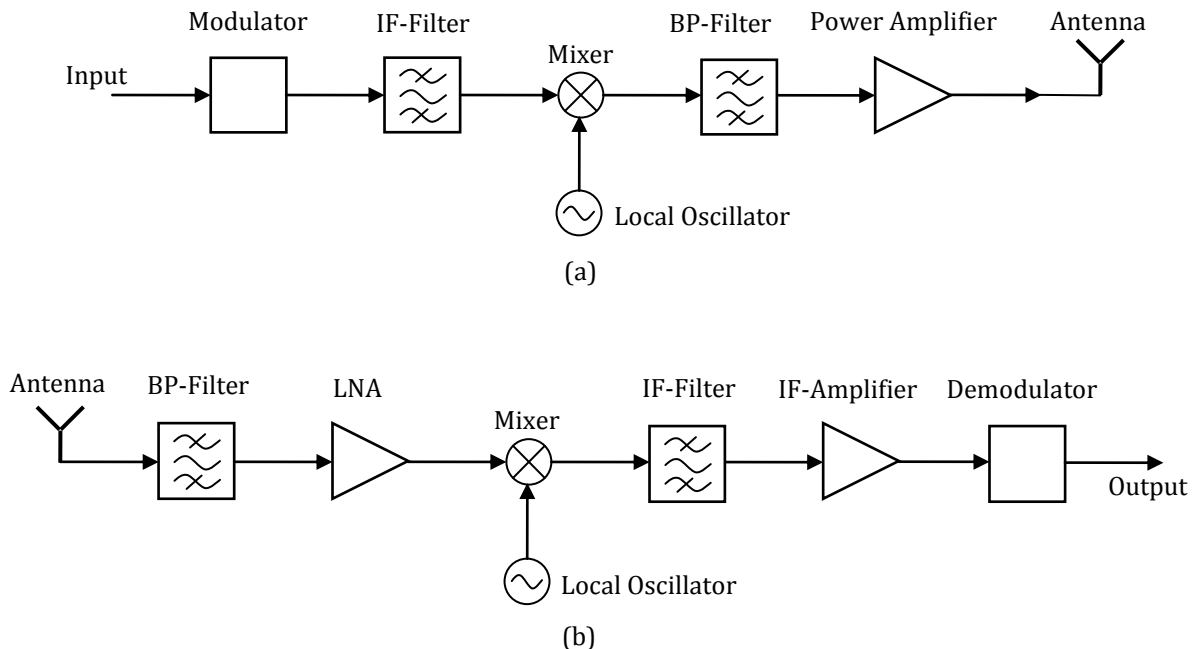 Modulator
IF-Filter
Mixer
BP-Filter
Power Amplifier
Antenna
Input
Local Oscillator
(a)
Antenna
BP-Filter
LNA
Mixer
IF-Filter
IF-Amplifier
Demodulator
Output
Local Oscillator
(b)